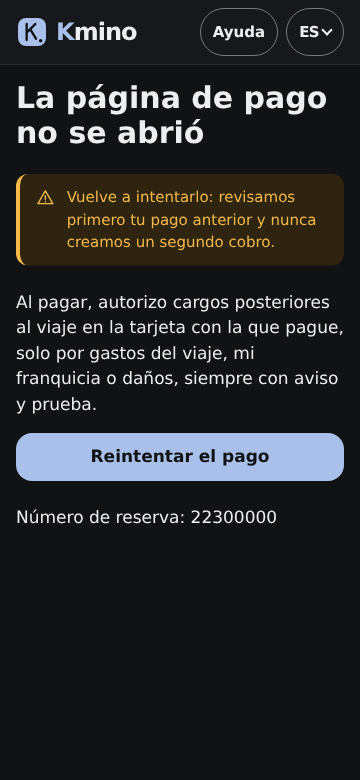 K. Kmino
Ayuda
ES
La página de pago
no se abrió
Vuelve a intentarlo: revisamos
primero tu pago anterior y nunca
creamos un segundo cobro.
Al pagar, autorizo cargos posteriores
al viaje en la tarjeta con la que pague,
solo por gastos del viaje, mi
franquicia o daños, siempre con aviso
y prueba.
Reintentar el pago
Número de reserva: 22300000